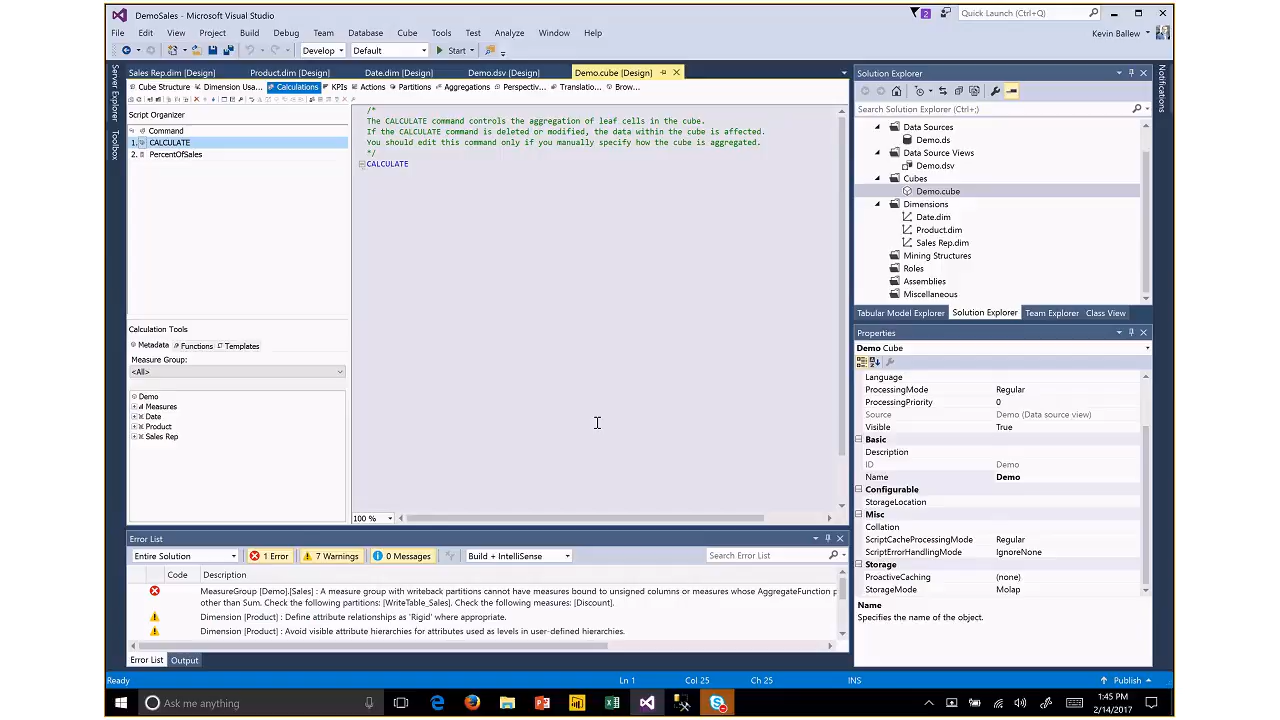 DemoSales - Microsoft Visual Studio
2
Quick Launch (Ctrl+Q)
File Edit View Project Build Debug Team Database Cube Tools Test Analyze Window Help
Kevin Ballew
Develop Default Start
Server Explorer
Toolbox
Sales Rep.dim [Design] Product.dim [Design] Date.dim [Design] Demo.dsv [Design] Demo.cube [Design]
Cube Structure Dimension Usa... Calculations KPIs Actions Partitions Aggregations Perspectiv... Translatio... Brow...
Script Organizer
Command
1. CALCULATE
2. PercentOfSales
/*
The CALCULATE command controls the aggregation of leaf cells in the cube.
If the CALCULATE command is deleted or modified, the data within the cube is affected.
You should edit this command only if you manually specify how the cube is aggregated.
*/
CALCULATE
Calculation Tools
Metadata Functions Templates
Measure Group:
<All>
Demo
Measures
Date
Product
Sales Rep
100 %
Error List
Entire Solution 1 Error 7 Warnings 0 Messages Build + IntelliSense Search Error List
Code Description
MeasureGroup [Demo].[Sales] : A measure group with writeback partitions cannot have measures bound to unsigned columns or measures whose AggregateFunction p
other than Sum. Check the following partitions: [WriteTable_Sales]. Check the following measures: [Discount].
Dimension [Product] : Define attribute relationships as 'Rigid' where appropriate.
Dimension [Product] : Avoid visible attribute hierarchies for attributes used as levels in user-defined hierarchies.
Error List Output
Solution Explorer
Search Solution Explorer (Ctrl+;)
Data Sources
Demo.ds
Data Source Views
Demo.dsv
Cubes
Demo.cube
Dimensions
Date.dim
Product.dim
Sales Rep.dim
Mining Structures
Roles
Assemblies
Miscellaneous
Tabular Model Explorer Solution Explorer Team Explorer Class View
Properties
Demo Cube
Language
ProcessingMode Regular
ProcessingPriority 0
Source Demo (Data source view)
Visible True
Basic
Description
ID Demo
Name Demo
Configurable
StorageLocation
Misc
Collation
ScriptCacheProcessingMode Regular
ScriptErrorHandlingMode IgnoreNone
Storage
ProactiveCaching (none)
StorageMode Molap
Name
Specifies the name of the object.
Notifications
Ready Ln 1 Col 25 Ch 25 INS Publish
Ask me anything
1:45 PM
2/14/2017